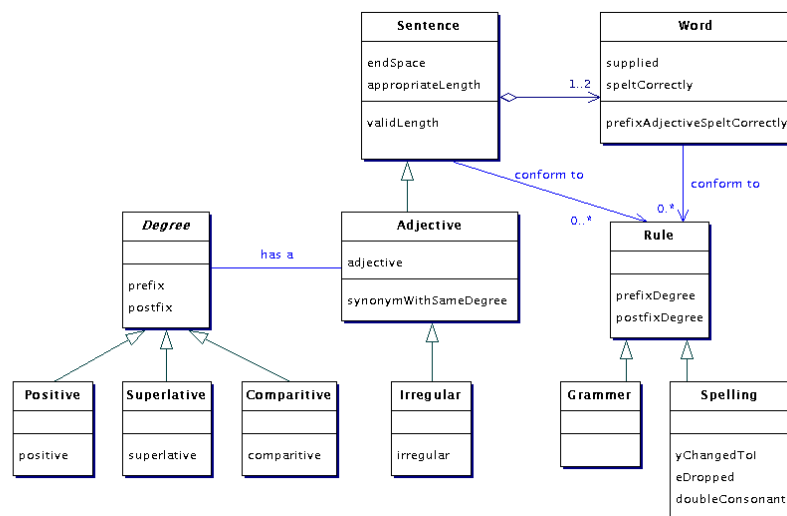 Sentence
endSpace
appropriateLength
validLength
Word
supplied
speltCorrectly
prefixAdjectiveSpeltCorrectly
1..2
conform to
0..*
conform to
0.*
Degree
prefix
postfix
has a
Adjective
adjective
synonymWithSameDegree
Rule
prefixDegree
postfixDegree
Positive
positive
Superlative
superlative
Comparitive
comparitive
Irregular
irregular
Grammer
Spelling
yChangedToI
eDropped
doubleConsonant